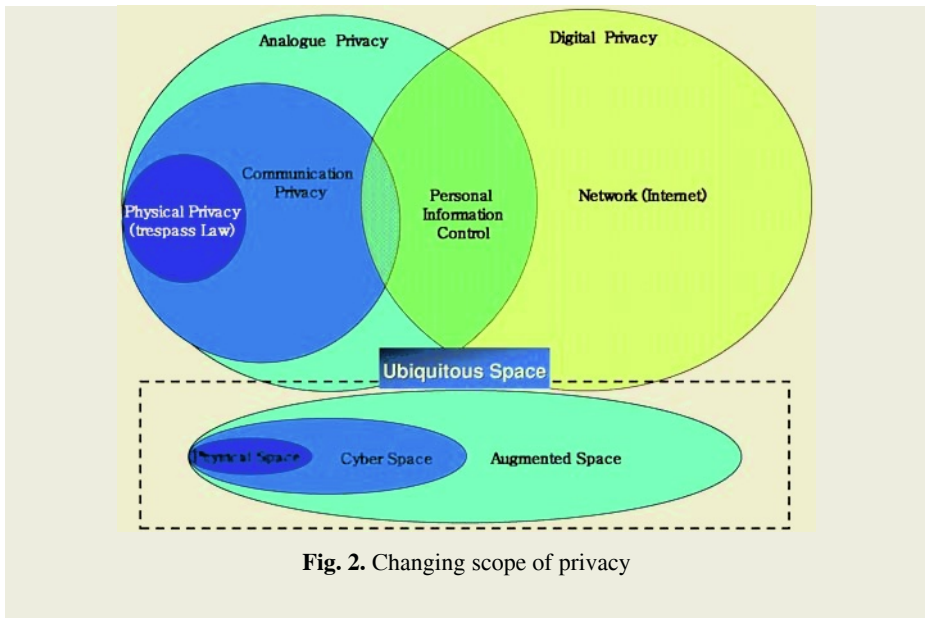 Analogue Privacy
Digital Privacy
Communication
Privacy
Physical Privacy
(trespass Law)
Personal
Information
Control
Network (Internet)
Ubiquitous Space
Physical Space
Cyber Space
Augmented Space
Fig. 2. Changing scope of privacy